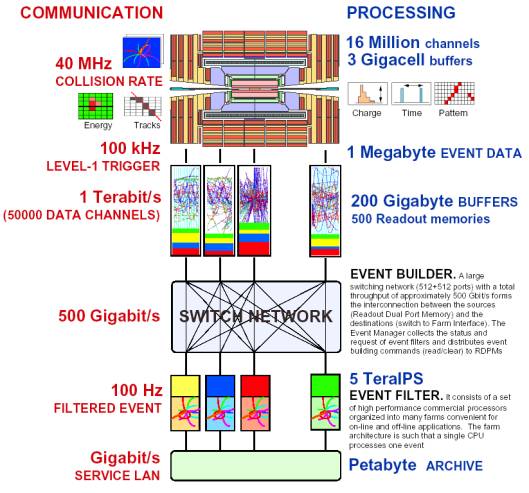 COMMUNICATION
PROCESSING
40 MHz
COLLISION RATE
16 Million channels
3 Gigacell buffers
Energy
Tracks
Charge
Time
Pattern
100 kHz
LEVEL-1 TRIGGER
1 Megabyte EVENT DATA
1 Terabit/s
(50000 DATA CHANNELS)
200 Gigabyte BUFFERS
500 Readout memories
500 Gigabit/s
SWITCH NETWORK
EVENT BUILDER. A large
switching network (512+512 ports) with a total
throughput of approximately 500 Gbit/s forms
the interconnection between the sources
(Readout Dual Port Memory) and the
destinations (switch to Farm Interface). The
Event Manager collects the status and
request of event filters and distributes event
building commands (read/clear) to RDPMs
100 Hz
FILTERED EVENT
5 TeraIPS
EVENT FILTER. It consists of a set
of high performance commercial processors
organized into many farms convenient for
on-line and off-line applications. The farm
architecture is such that a single CPU
processes one event
Gigabit/s
SERVICE LAN
Petabyte ARCHIVE